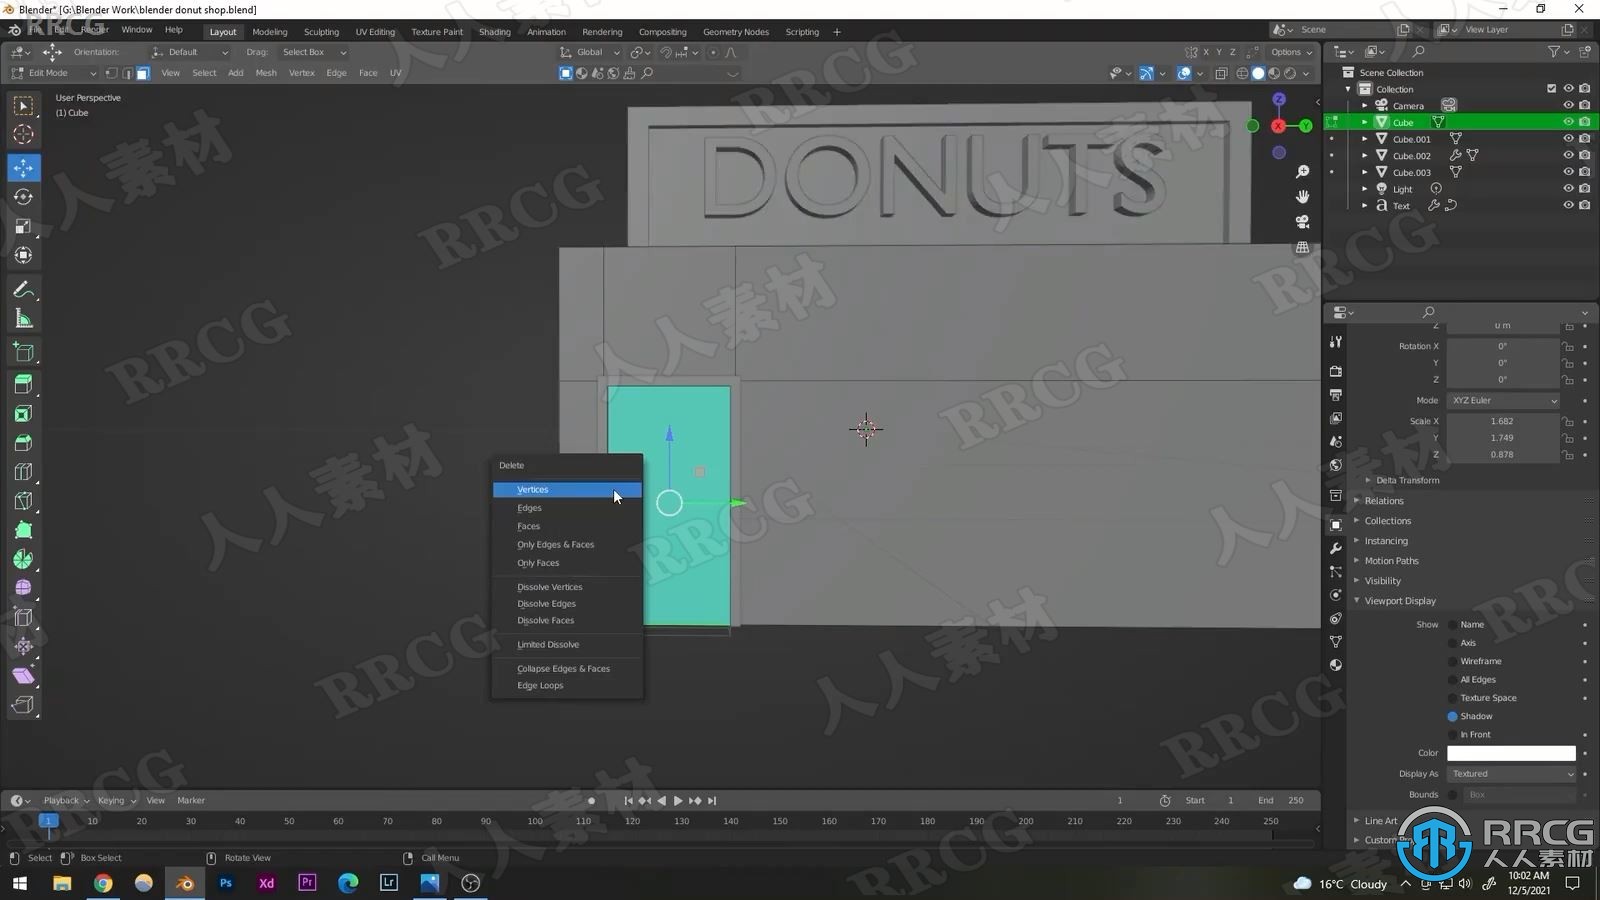 Blender* [G:\Blender Work\blender donut shop.blend]
File Edit Render Window Help
Layout Modeling Sculpting UV Editing Texture Paint Shading Animation Rendering Compositing Geometry Nodes Scripting +
Scene
View Layer
Orientation: Default Drag: Select Box
Global
X Y Z
Options
Edit Mode View Select Add Mesh Vertex Edge Face UV
User Perspective
(1) Cube
DONUTS
Z
X
Y
Scene Collection
Collection
Camera
Cube
Cube.001
Cube.002
Cube.003
Light
Text
Z 0 m
Rotation X 0°
Y 0°
Z 0°
Mode XYZ Euler
Scale X 1.682
Y 1.749
Z 0.878
Delta Transform
Relations
Collections
Instancing
Motion Paths
Visibility
Viewport Display
Show Name
Axis
Wireframe
All Edges
Texture Space
Shadow
In Front
Color
Display As Textured
Bounds Box
Line Art
Delete
Vertices
Edges
Faces
Only Edges & Faces
Only Faces
Dissolve Vertices
Dissolve Edges
Dissolve Faces
Limited Dissolve
Collapse Edges & Faces
Edge Loops
Playback Keying View Marker
1 Start 1 End 250
1 10 20 30 40 50 60 70 80 90 100 110 120 130 140 150 160 170 180 190 200 210 220 230 240 250
Select Box Select Rotate View Call Menu
Ps Xd Pr Lr
16°C Cloudy
10:02 AM
12/5/2021
RRCG
人人素材